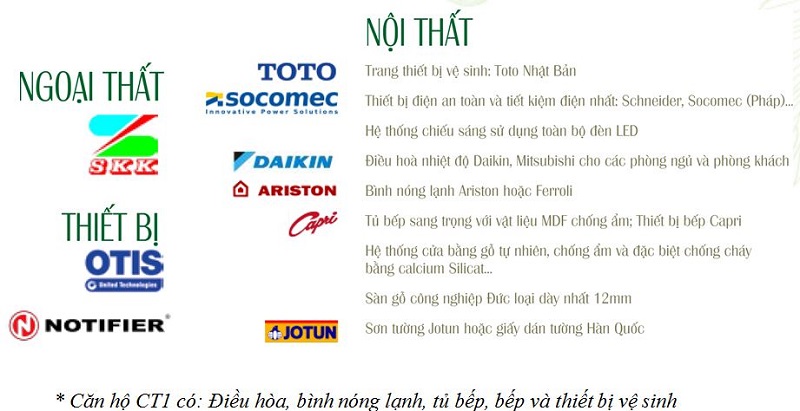 NGOẠI THẤT
SKK
THIẾT BỊ
OTIS
United Technologies
NOTIFIER®
NỘI THẤT
TOTO
Trang thiết bị vệ sinh: Toto Nhật Bản
socomec
Innovative Power Solutions
Thiết bị điện an toàn và tiết kiệm điện nhất: Schneider, Socomec (Pháp)...
Hệ thống chiếu sáng sử dụng toàn bộ đèn LED
DAIKIN
Điều hoà nhiệt độ Daikin, Mitsubishi cho các phòng ngủ và phòng khách
ARISTON
Bình nóng lạnh Ariston hoặc Ferroli
Capri
Tủ bếp sang trọng với vật liệu MDF chống ẩm; Thiết bị bếp Capri
Hệ thống cửa bằng gỗ tự nhiên, chống ẩm và đặc biệt chống cháy
bằng calcium Silicat...
Sàn gỗ công nghiệp Đức loại dày nhất 12mm
JOTUN
Sơn tường Jotun hoặc giấy dán tường Hàn Quốc
* Căn hộ CT1 có: Điều hòa, bình nóng lạnh, tủ bếp, bếp và thiết bị vệ sinh